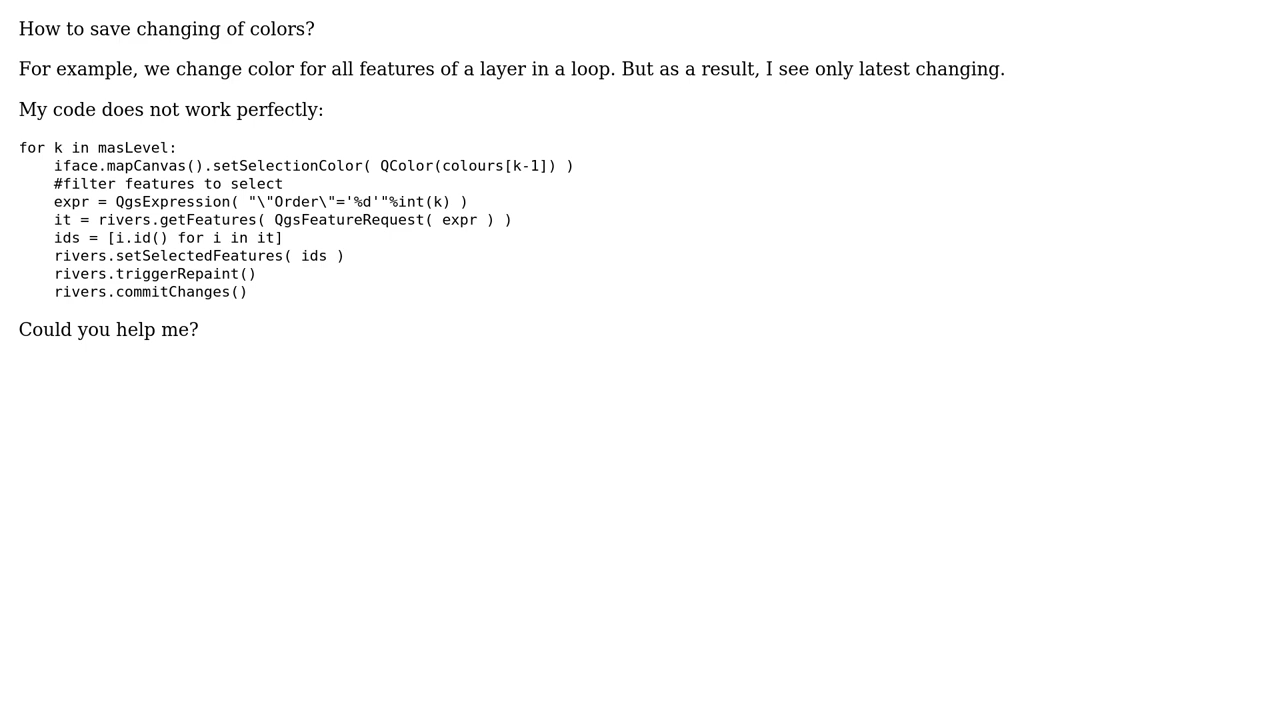 How to save changing of colors?
For example, we change color for all features of a layer in a loop. But as a result, I see only latest changing.
My code does not work perfectly:
for k in masLevel:
    iface.mapCanvas().setSelectionColor( QColor(colours[k-1]) )
    #filter features to select
    expr = QgsExpression( "\"Order\"='%d'"%int(k) )
    it = rivers.getFeatures( QgsFeatureRequest( expr ) )
    ids = [i.id() for i in it]
    rivers.setSelectedFeatures( ids )
    rivers.triggerRepaint()
    rivers.commitChanges()
Could you help me?